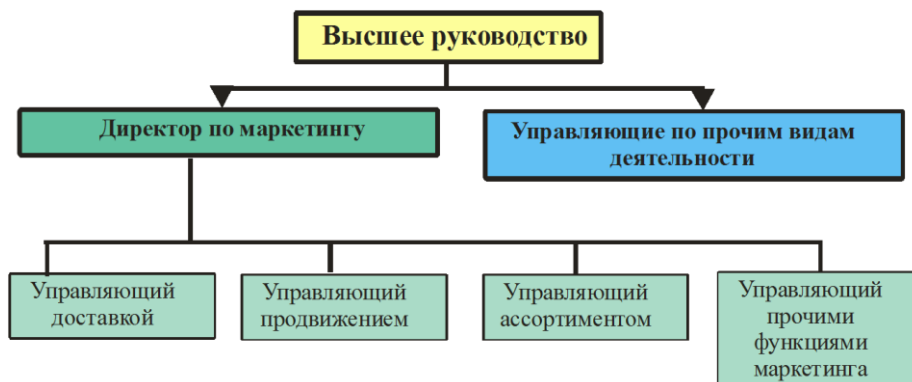 Высшее руководство
Директор по маркетингу
Управляющие по прочим видам
деятельности
Управляющий
доставкой
Управляющий
продвижением
Управляющий
ассортиментом
Управляющий
прочими
функциями
маркетинга